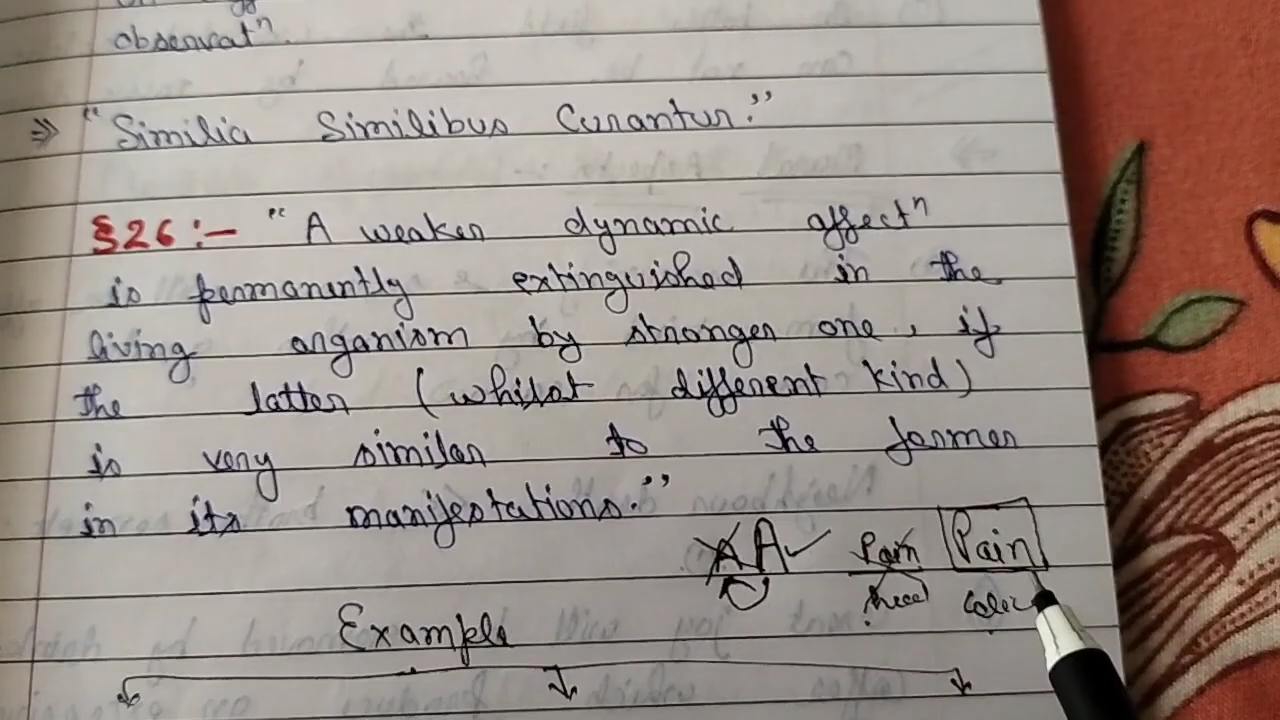 observatⁿ.
⇒ "Similia Similibus Curantur."
§26:- "A weaker dynamic affectⁿ
is permanently extinguished in the
living organism by stronger one, if
the latter (whilst different kind)
is very similar to the former
in its manifestations."
A A✓ Pain Pain
Example